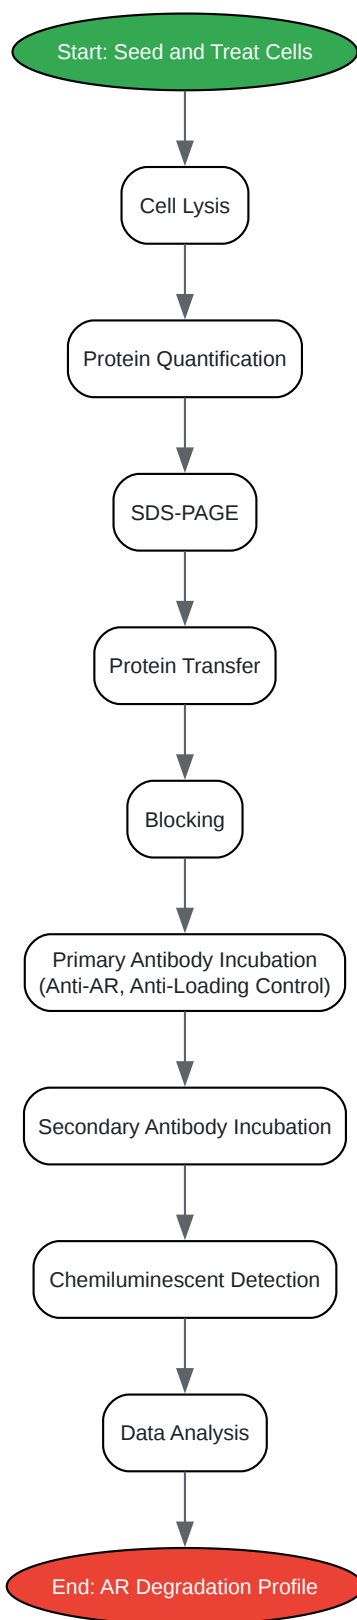 Start: Seed and Treat Cells
Cell Lysis
Protein Quantification
SDS-PAGE
Protein Transfer
Blocking
Primary Antibody Incubation
(Anti-AR, Anti-Loading Control)
Secondary Antibody Incubation
Chemiluminescent Detection
Data Analysis
End: AR Degradation Profile